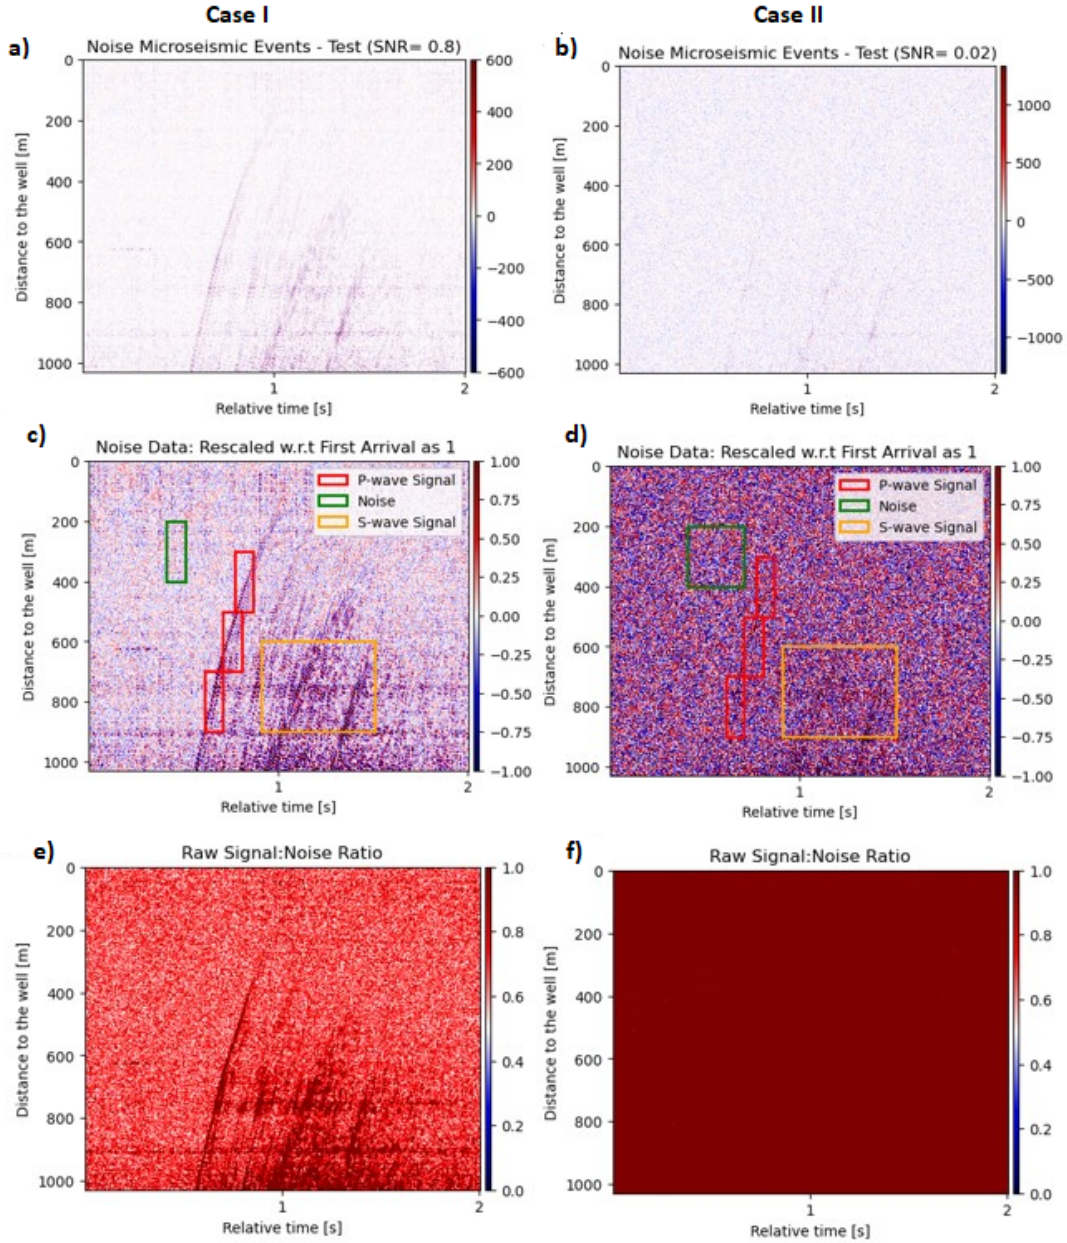 Case I
Case II
a)
Noise Microseismic Events - Test (SNR= 0.8)
0
200
400
600
800
1000
Distance to the well [m]
1
2
Relative time [s]
600
400
200
0
−200
−400
−600
b)
Noise Microseismic Events - Test (SNR= 0.02)
0
200
400
600
800
1000
Distance to the well [m]
1
2
Relative time [s]
1000
500
0
−500
−1000
c)
Noise Data: Rescaled w.r.t First Arrival as 1
P-wave Signal
Noise
S-wave Signal
0
200
400
600
800
1000
Distance to the well [m]
1
2
Relative time [s]
1.00
0.75
0.50
0.25
0.00
−0.25
−0.50
−0.75
−1.00
d)
Noise Data: Rescaled w.r.t First Arrival as 1
P-wave Signal
Noise
S-wave Signal
0
200
400
600
800
1000
Distance to the well [m]
1
2
Relative time [s]
1.00
0.75
0.50
0.25
0.00
−0.25
−0.50
−0.75
−1.00
e)
Raw Signal:Noise Ratio
0
200
400
600
800
1000
Distance to the well [m]
1
2
Relative time [s]
1.0
0.8
0.6
0.4
0.2
0.0
f)
Raw Signal:Noise Ratio
0
200
400
600
800
1000
Distance to the well [m]
1
2
Relative time [s]
1.0
0.8
0.6
0.4
0.2
0.0